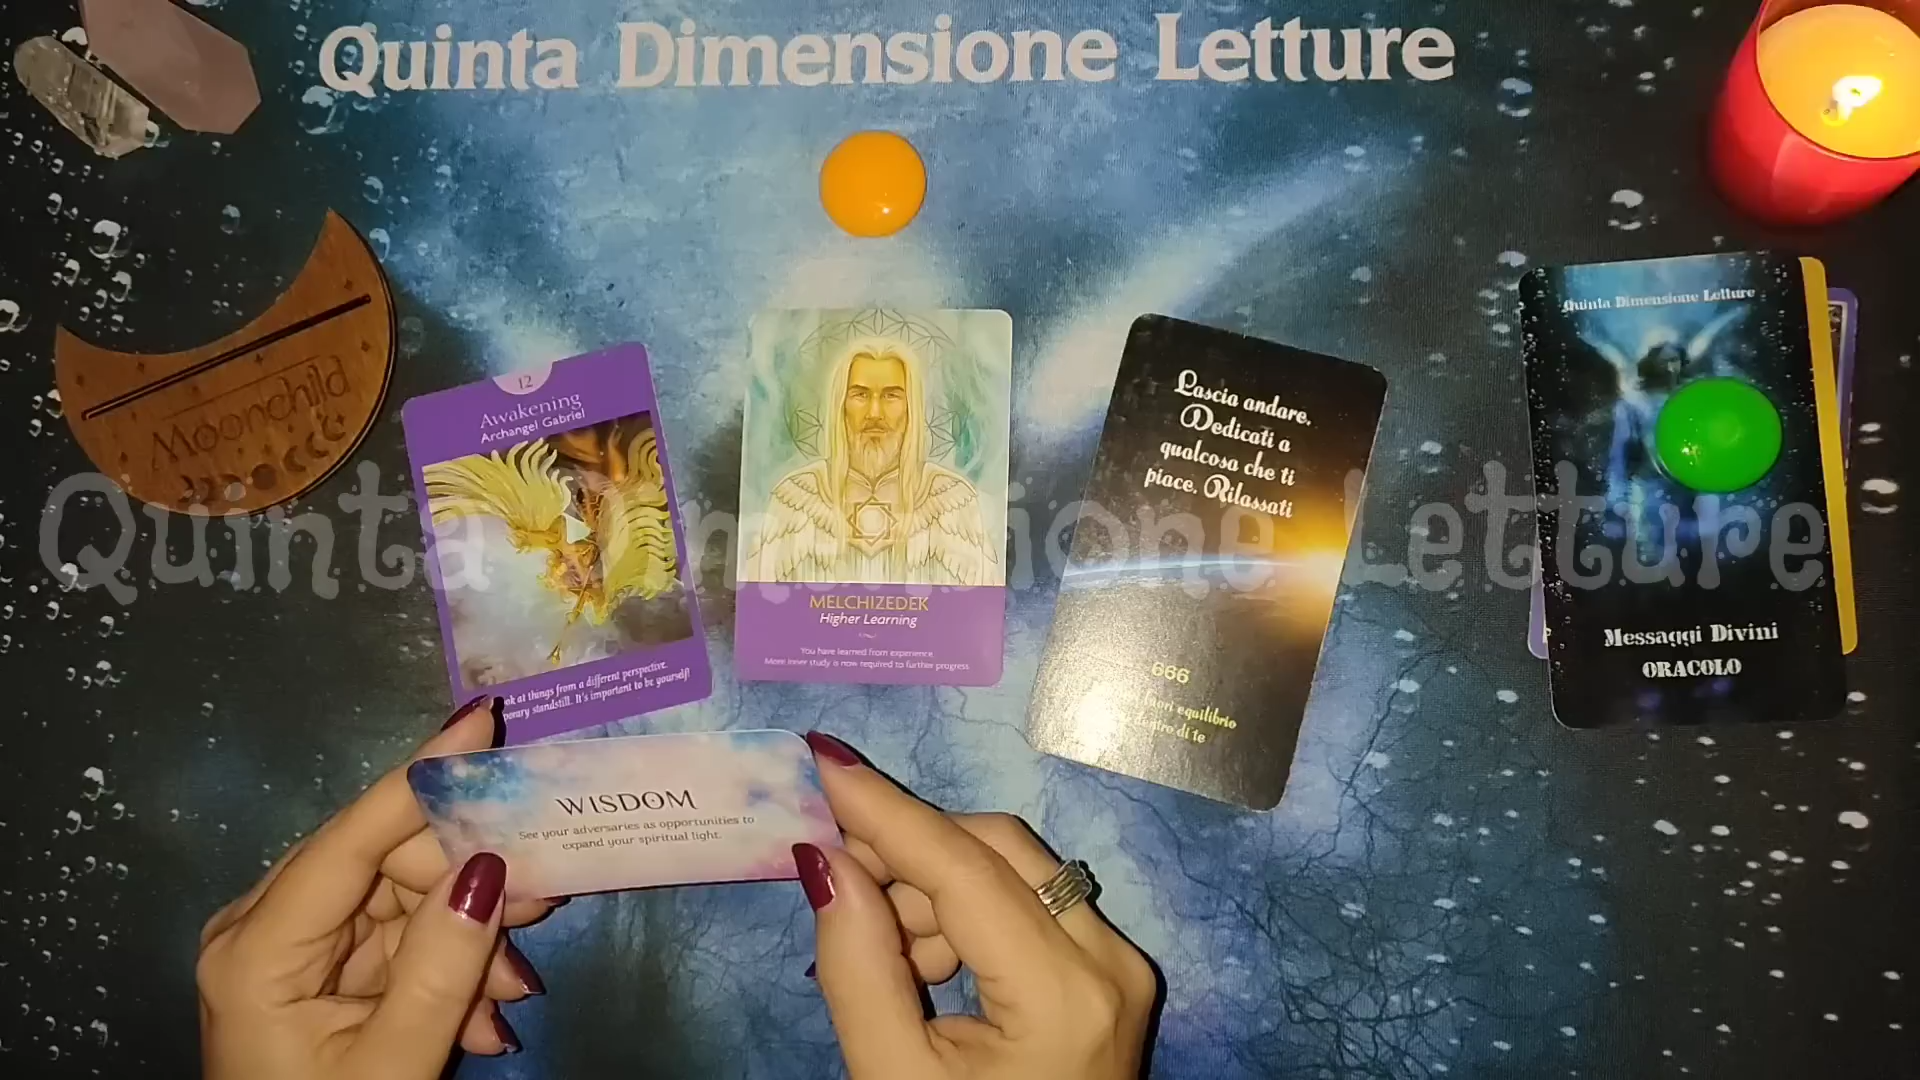 Quinta Dimensione Letture
Moonchild
12
Awakening
Archangel Gabriel
at things from a different perspective.
standstill. It's important to be yourself!
MELCHIZEDEK
Higher Learning
You have learned from experience.
More inner study is now required to further progress
Lascia andare.
Dedicati a
qualcosa che ti
piace. Rilassati
666
equilibrio
dentro di te
Quinta Dimensione Letture
Messaggi Divini
ORACOLO
Quinta Dimensione Letture
WISDOM
See your adversaries as opportunities to
expand your spiritual light.